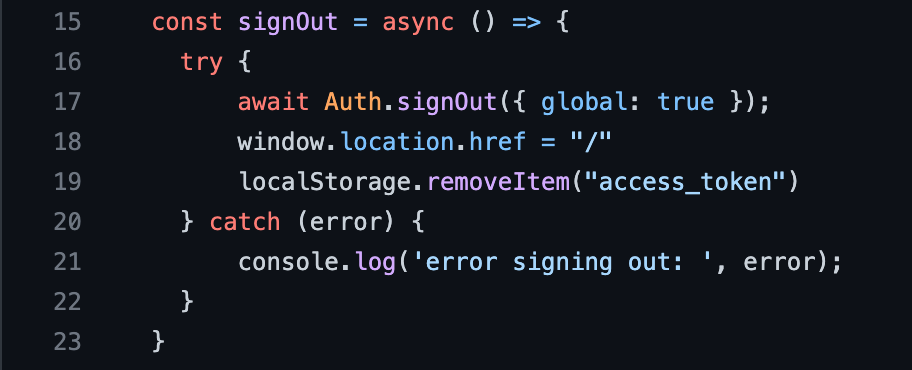 15 const signOut = async () => {
16 try {
17 await Auth.signOut({ global: true });
18 window.location.href = "/"
19 localStorage.removeItem("access_token")
20 } catch (error) {
21 console.log('error signing out: ', error);
22 }
23 }